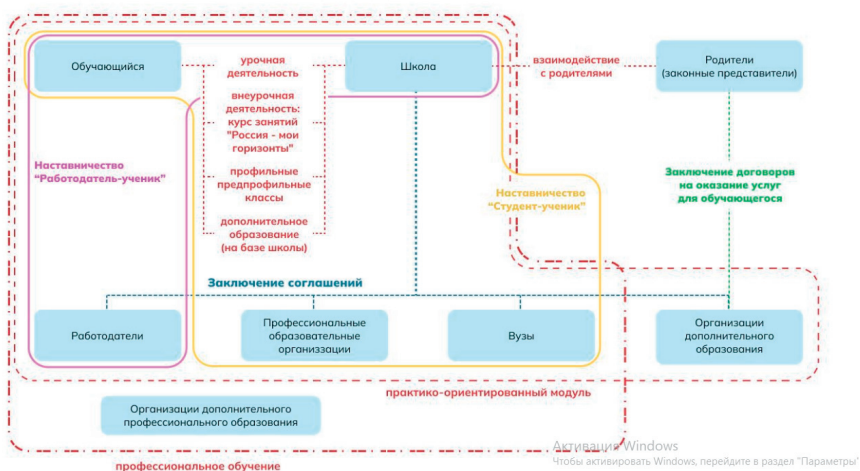 Обучающийся
урочная
деятельность
Школа
взаимодействие
с родителями
Родители
(законные представители)
внеурочная
деятельность:
курс занятий
"Россия - мои
горизонты"
Наставничество
“Работодатель-ученик”
профильные
предпрофильные
классы
Наставничество
“Студент-ученик”
Заключение договоров
на оказание услуг
для обучающегося
дополнительное
образование
(на базе школы)
Заключение соглашений
Работодатели
Профессиональные
образовательные
организзации
Вузы
Организации
дополнительного
образования
практико-ориентированный модуль
Организации дополнительного
профессионального образования
профессиональное обучение
Активация Windows
Чтобы активировать Windows, перейдите в раздел "Параметры"